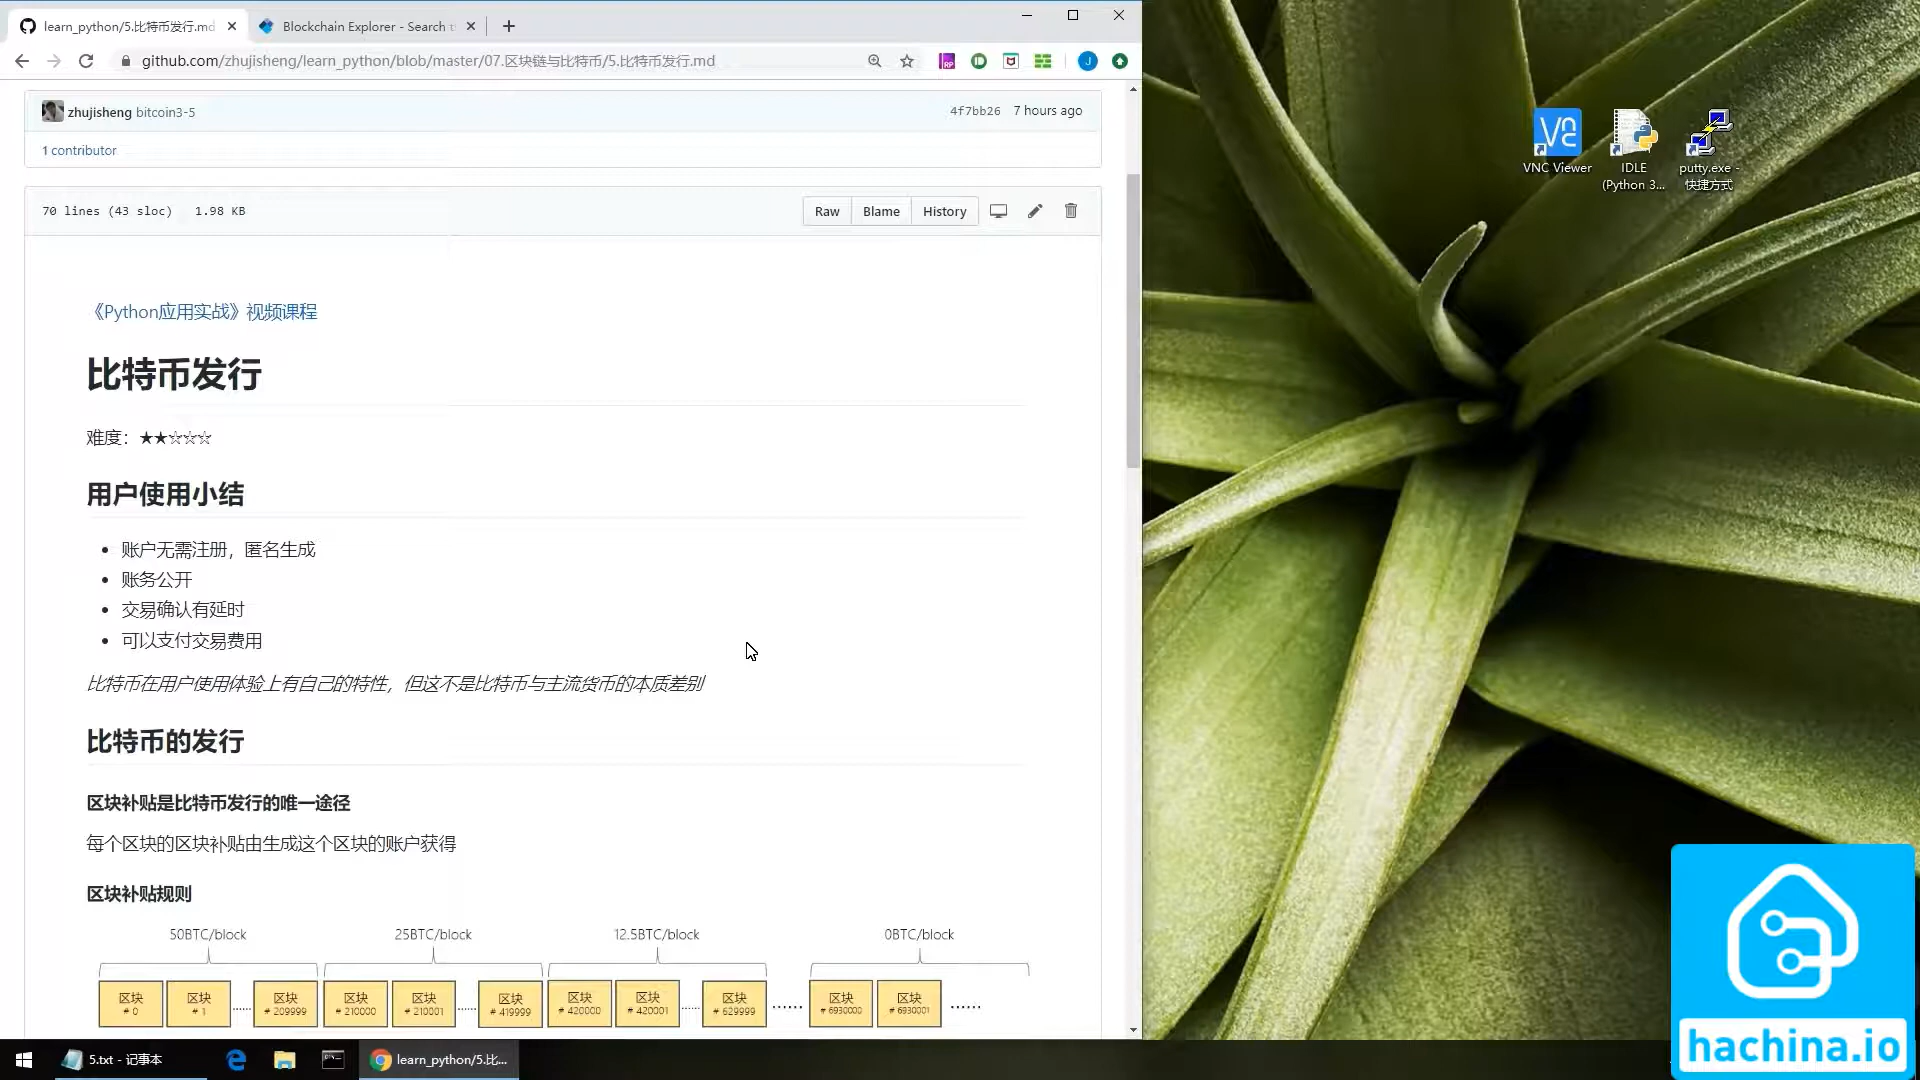 learn_python/5.比特币发行.md
Blockchain Explorer - Search t
github.com/zhujisheng/learn_python/blob/master/07.区块链与比特币/5.比特币发行.md
J
zhujisheng bitcoin3-5
4f7bb26 7 hours ago
1 contributor
70 lines (43 sloc) 1.98 KB
Raw Blame History
《Python应用实战》视频课程
比特币发行
难度：★★☆☆☆
用户使用小结
• 账户无需注册，匿名生成
• 账务公开
• 交易确认有延时
• 可以支付交易费用
比特币在用户使用体验上有自己的特性，但这不是比特币与主流货币的本质差别
比特币的发行
区块补贴是比特币发行的唯一途径
每个区块的区块补贴由生成这个区块的账户获得
区块补贴规则
50BTC/block 25BTC/block 12.5BTC/block 0BTC/block
区块 区块 区块 区块 区块 区块 区块 区块 区块 区块 区块
# 0 # 1 ...... # 209999 # 210000 # 210001 ...... # 419999 # 420000 # 420001 ...... # 629999 ...... # 6930000 # 6930001 ......
VNC Viewer
IDLE
(Python 3...
putty.exe -
快捷方式
5.txt - 记事本
learn_python/5.比...
hachina.io